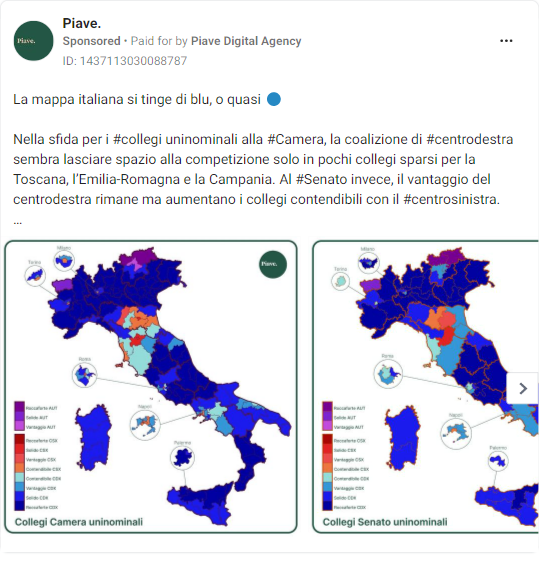 Piave.
Piave.
Sponsored • Paid for by Piave Digital Agency
ID: 1437113030088787
La mappa italiana si tinge di blu, o quasi
Nella sfida per i #collegi uninominali alla #Camera, la coalizione di #centrodestra
sembra lasciare spazio alla competizione solo in pochi collegi sparsi per la
Toscana, l'Emilia-Romagna e la Campania. Al #Senato invece, il vantaggio del
centrodestra rimane ma aumentano i collegi contendibili con il #centrosinistra.
...
Milano
Torino
Piave.
Roma
Napoli
Palermo
Roccaforte AUT
Solido AUT
Vantaggio AUT
Roccaforte CSX
Solido CSX
Vantaggio CSX
Contendibile CSX
Contendibile CDX
Vantaggio CDX
Solido CDX
Roccaforte CDX
Collegi Camera uninominali
Milano
Torino
Roma
Napoli
Palermo
Roccaforte AUT
Solido AUT
Vantaggio AUT
Roccaforte CSX
Solido CSX
Vantaggio CSX
Contendibile CSX
Contendibile CDX
Vantaggio CDX
Solido CDX
Roccaforte CDX
Collegi Senato uninominali